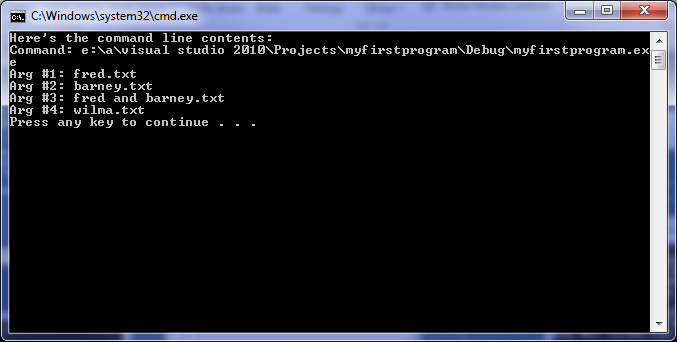 C:\Windows\system32\cmd.exe
Here's the command line contents:
Command: e:\a\visual studio 2010\Projects\myfirstprogram\Debug\myfirstprogram.ex
e
Arg #1: fred.txt
Arg #2: barney.txt
Arg #3: fred and barney.txt
Arg #4: wilma.txt
Press any key to continue . . .